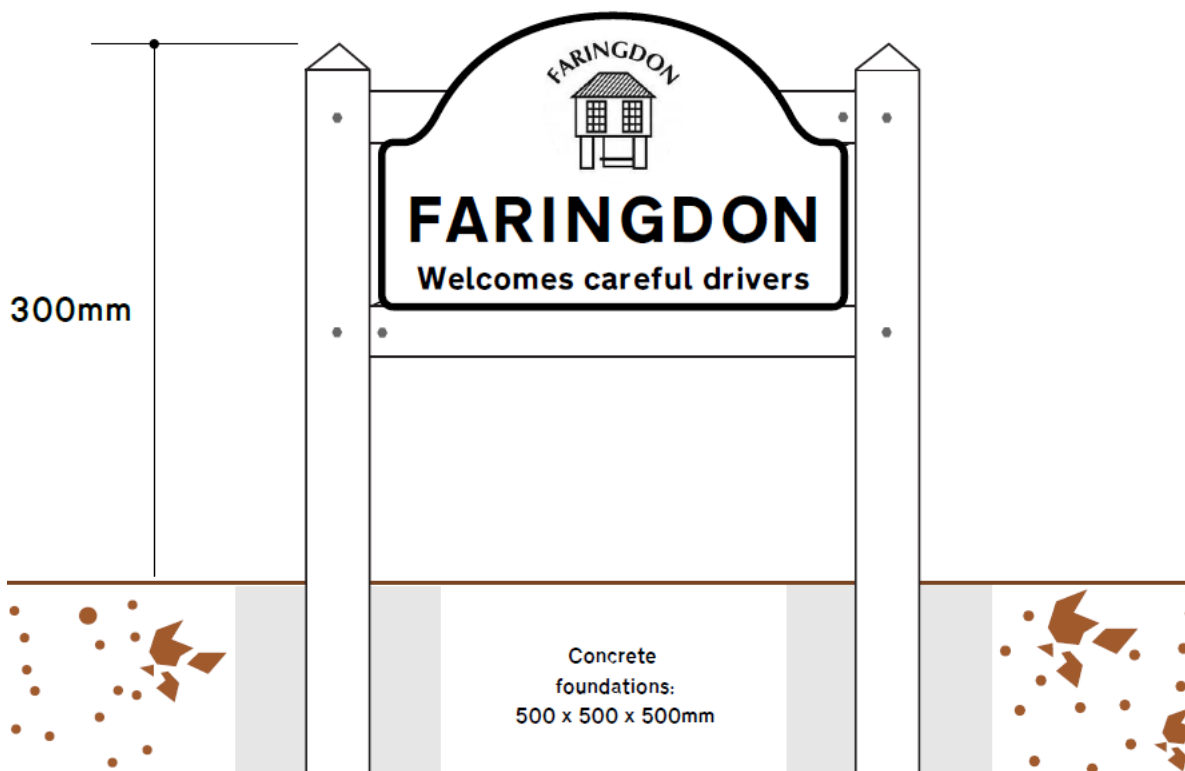 FARINGDON
FARINGDON
Welcomes careful drivers
300mm
Concrete
foundations:
500 x 500 x 500mm